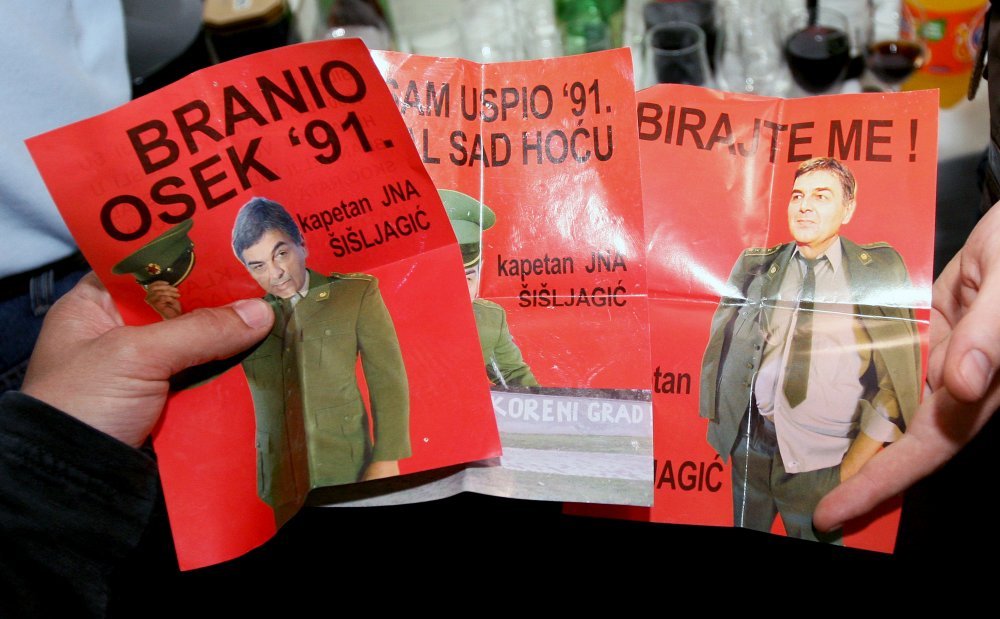 BRANIO
OSEK '91.
kapetan JNA
ŠIŠLJAGIĆ
SAM USPIO '91.
AL SAD HOĆU
kapetan JNA
ŠIŠLJAGIĆ
KORENI GRAD
BIRAJTE ME !
tan
JAGIĆ